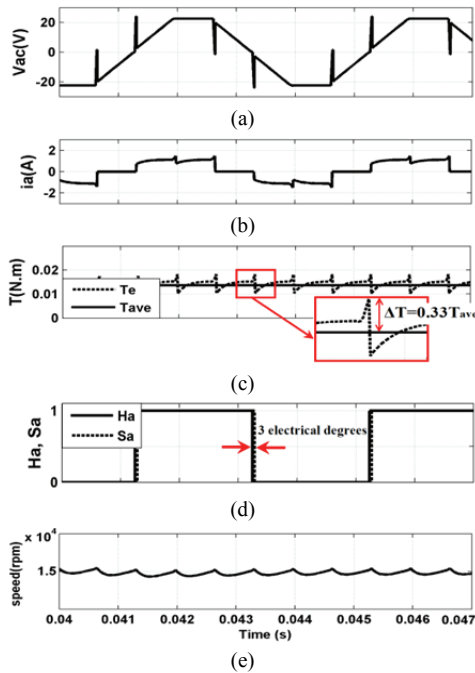 Vac(V)
20
0
-20
(a)
ia(A)
2
0
-2
(b)
T(N.m)
0.02
0.01
0
Te
Tave
ΔT=0.33Tave
(c)
Ha, Sa
1
0
Ha
Sa
3 electrical degrees
(d)
speed(rpm)
x 10⁴
1.5
0.04 0.041 0.042 0.043 0.044 0.045 0.046 0.047
Time (s)
(e)